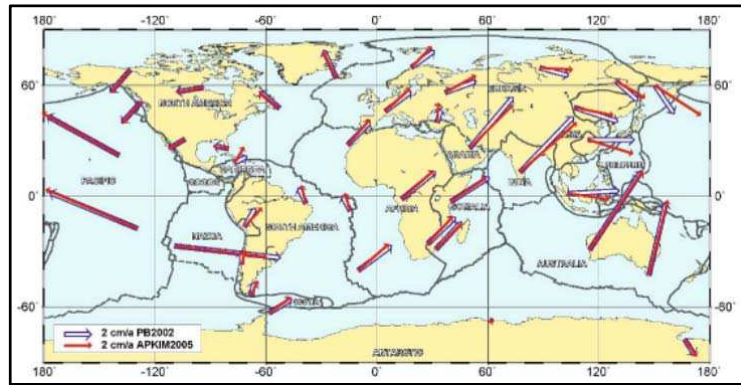 180° -120° -60° 0° 60° 120° 180°
60° 60°
NORTH AMERICA EURASIA
ARABIA PHILIPPINE
PACIFIC COCOS INDIA
0° 0°
AFRICA SOMALIA
NAZCA SOUTH AMERICA
AUSTRALIA
-60° -60°
SCOTIA
2 cm/a PB2002
2 cm/a APKIM2005
ANTARCTIC
180° -120° -60° 0° 60° 120° 180°